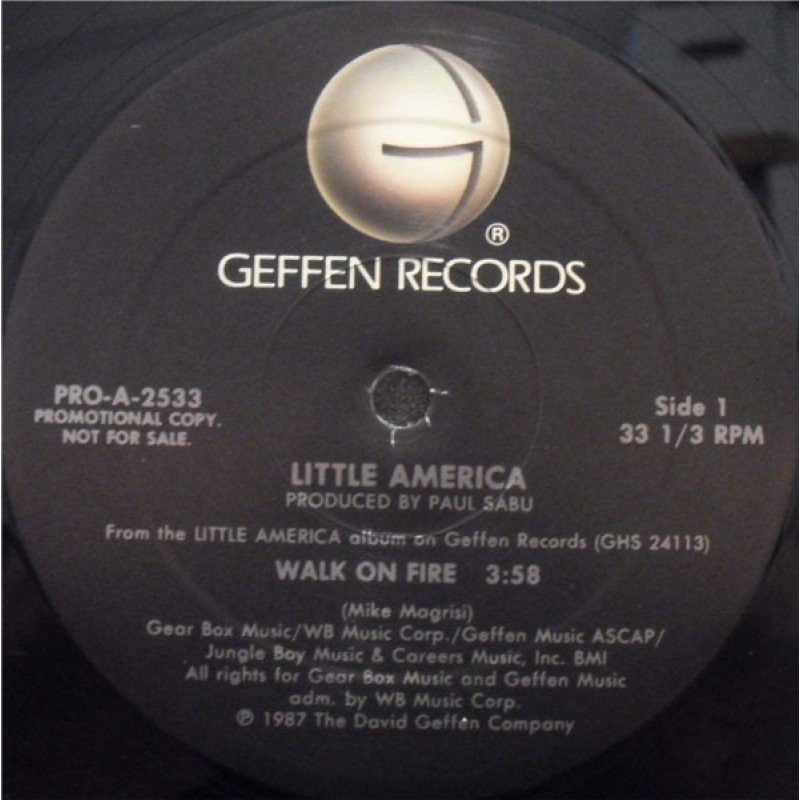 G
®
GEFFEN RECORDS
PRO-A-2533
PROMOTIONAL COPY.
NOT FOR SALE.
Side 1
33 1/3 RPM
LITTLE AMERICA
PRODUCED BY PAUL SABU
From the LITTLE AMERICA album on Geffen Records (GHS 24113)
WALK ON FIRE 3:58
(Mike Magrisi)
Gear Box Music/WB Music Corp./Geffen Music ASCAP/
Jungle Boy Music & Careers Music, Inc. BMI
All rights for Gear Box Music and Geffen Music
adm. by WB Music Corp.
℗ 1987 The David Geffen Company